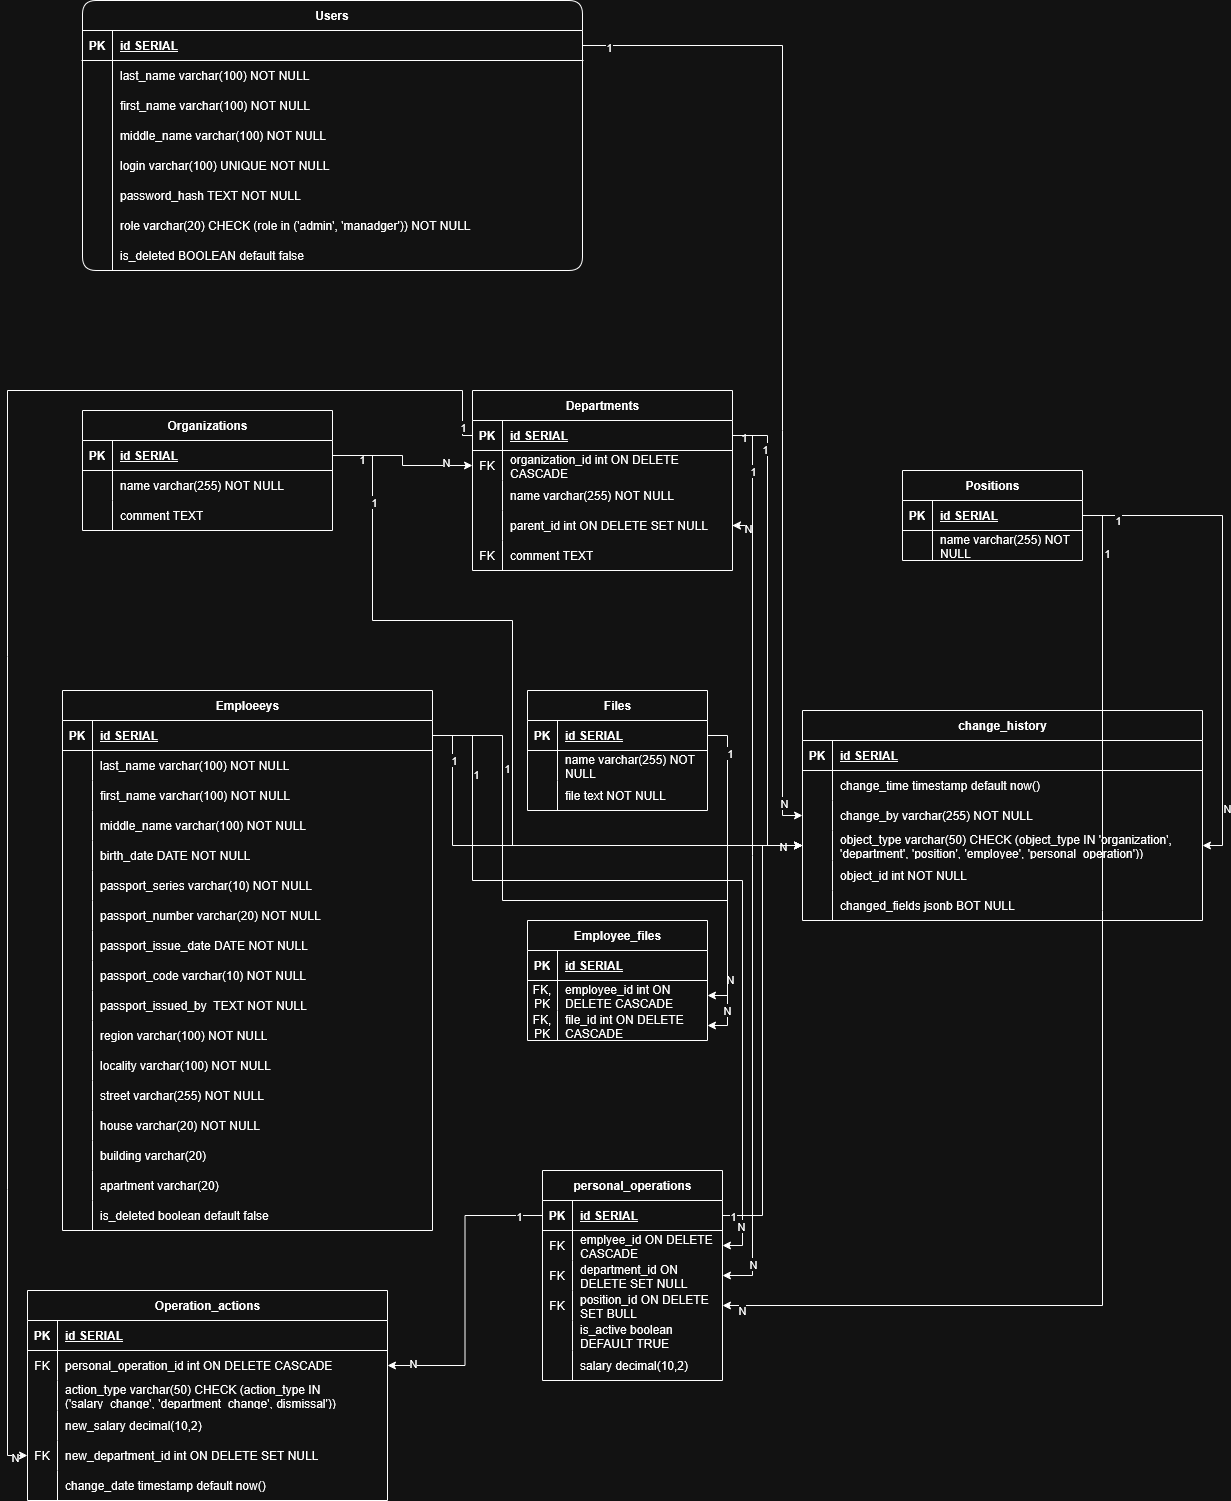 Users
PK id SERIAL
last_name varchar(100) NOT NULL
first_name varchar(100) NOT NULL
middle_name varchar(100) NOT NULL
login varchar(100) UNIQUE NOT NULL
password_hash TEXT NOT NULL
role varchar(20) CHECK (role in ('admin', 'manadger')) NOT NULL
is_deleted BOOLEAN default false
1
Organizations
PK id SERIAL
name varchar(255) NOT NULL
comment TEXT
1
N
1
1
Departments
PK id SERIAL
FK organization_id int ON DELETE
CASCADE
name varchar(255) NOT NULL
parent_id int ON DELETE SET NULL
FK comment TEXT
1
1
1
N
Positions
PK id SERIAL
name varchar(255) NOT
NULL
1
1
Emploeeys
PK id SERIAL
last_name varchar(100) NOT NULL
first_name varchar(100) NOT NULL
middle_name varchar(100) NOT NULL
birth_date DATE NOT NULL
passport_series varchar(10) NOT NULL
passport_number varchar(20) NOT NULL
passport_issue_date DATE NOT NULL
passport_code varchar(10) NOT NULL
passport_issued_by TEXT NOT NULL
region varchar(100) NOT NULL
locality varchar(100) NOT NULL
street varchar(255) NOT NULL
house varchar(20) NOT NULL
building varchar(20)
apartment varchar(20)
is_deleted boolean default false
1
1
1
Files
PK id SERIAL
name varchar(255) NOT
NULL
file text NOT NULL
1
change_history
PK id SERIAL
change_time timestamp default now()
change_by varchar(255) NOT NULL
object_type varchar(50) CHECK (object_type IN 'organization',
'department', 'position', 'employee', 'personal_operation'))
object_id int NOT NULL
changed_fields jsonb BOT NULL
N
N
N
Employee_files
PK id SERIAL
FK, employee_id int ON
PK DELETE CASCADE
FK, file_id int ON DELETE
PK CASCADE
N
N
personal_operations
PK id SERIAL
FK emplyee_id ON DELETE
CASCADE
FK department_id ON
DELETE SET NULL
FK position_id ON DELETE
SET BULL
is_active boolean
DEFAULT TRUE
salary decimal(10,2)
1
1
N
N
N
Operation_actions
PK id SERIAL
FK personal_operation_id int ON DELETE CASCADE
action_type varchar(50) CHECK (action_type IN
('salary_change', 'department_change', dismissal'))
new_salary decimal(10,2)
FK new_department_id int ON DELETE SET NULL
change_date timestamp default now()
N
N